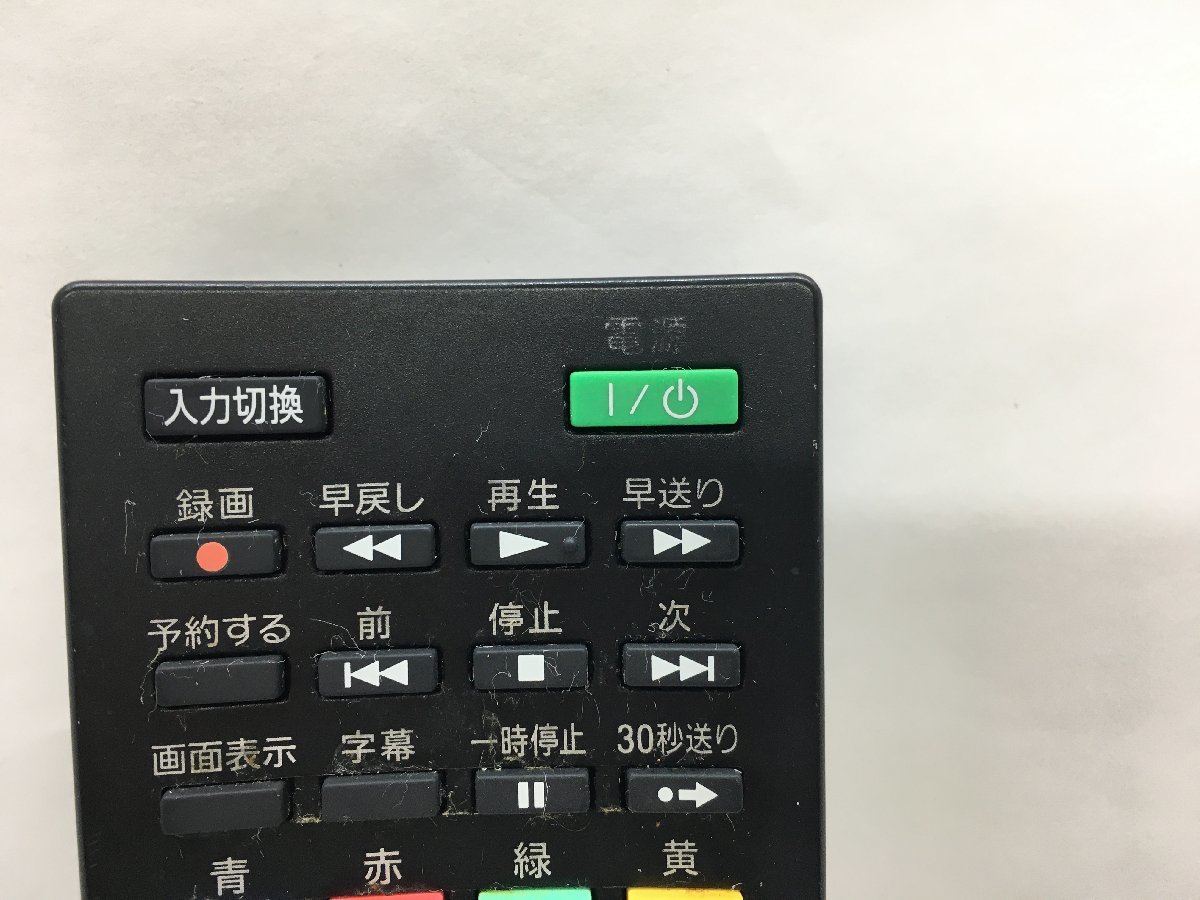 電源
入力切換
録画 早戻し 再生 早送り
予約する 前 停止 次
画面表示 字幕 一時停止 30秒送り
青 赤 緑 黄